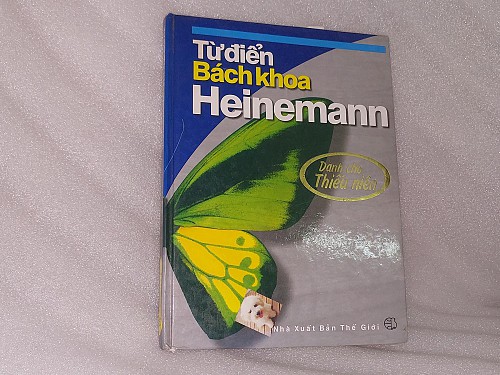 Từ điển
Bách khoa
Heinemann
Dành cho
Thiếu niên
Nhà Xuất Bản Thế Giới